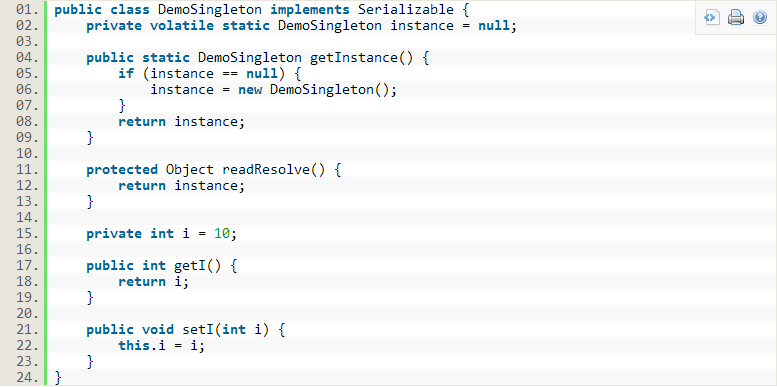 01. public class DemoSingleton implements Serializable {
02.     private volatile static DemoSingleton instance = null;
03.
04.     public static DemoSingleton getInstance() {
05.         if (instance == null) {
06.             instance = new DemoSingleton();
07.         }
08.         return instance;
09.     }
10.
11.     protected Object readResolve() {
12.         return instance;
13.     }
14.
15.     private int i = 10;
16.
17.     public int getI() {
18.         return i;
19.     }
20.
21.     public void setI(int i) {
22.         this.i = i;
23.     }
24. }